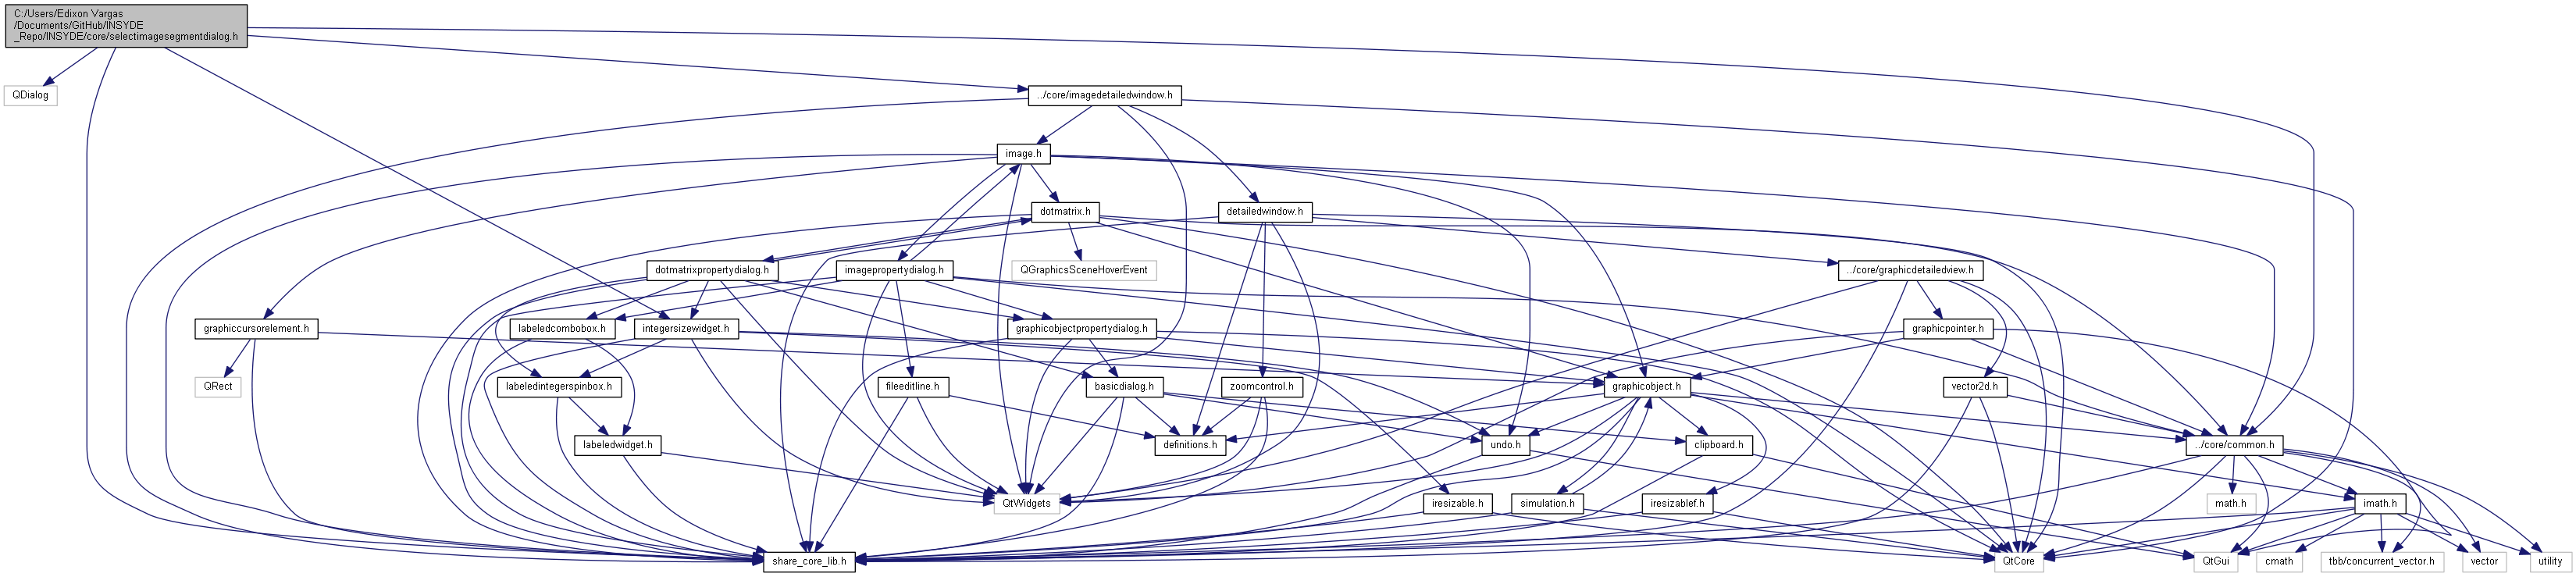 C:/Users/Edixon Vargas
/Documents/GitHub/INSYDE
_Repo/INSYDE/core/selectimagesegmentdialog.h
QDialog
../core/imagedetailedwindow.h
image.h
dotmatrix.h
detailedwindow.h
dotmatrixpropertydialog.h
imagepropertydialog.h
QGraphicsSceneHoverEvent
../core/graphicdetailedview.h
graphiccursorelement.h
labeledcombobox.h
integersizewidget.h
graphicobjectpropertydialog.h
graphicpointer.h
QRect
labeledintegerspinbox.h
fileeditline.h
basicdialog.h
zoomcontrol.h
graphicobject.h
vector2d.h
labeledwidget.h
definitions.h
undo.h
clipboard.h
../core/common.h
QtWidgets
iresizable.h
simulation.h
iresizablef.h
math.h
imath.h
share_core_lib.h
QtCore
QtGui
cmath
tbb/concurrent_vector.h
vector
utility